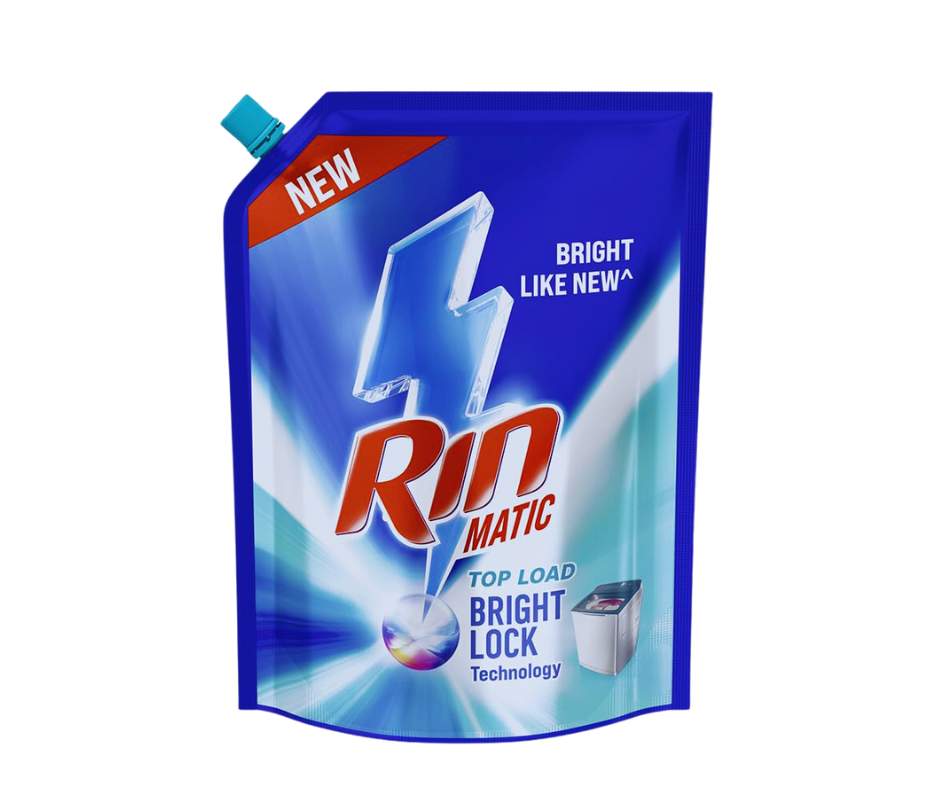 NEW
BRIGHT
LIKE NEW^
Rin
MATIC
TOP LOAD
BRIGHT
LOCK
Technology